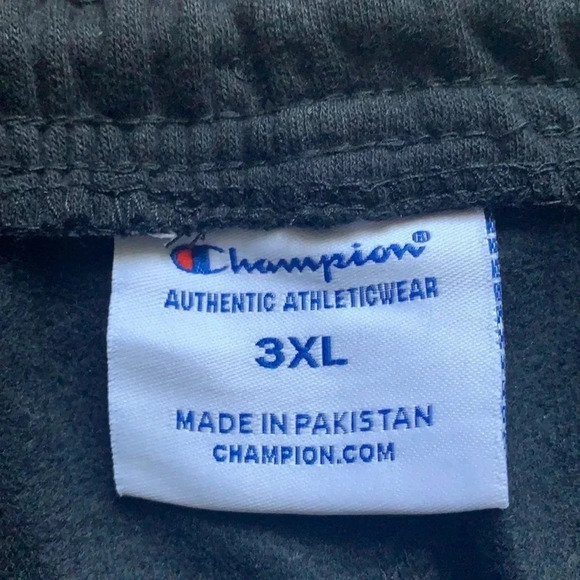 Champion®
AUTHENTIC ATHLETICWEAR
3XL
MADE IN PAKISTAN
CHAMPION.COM